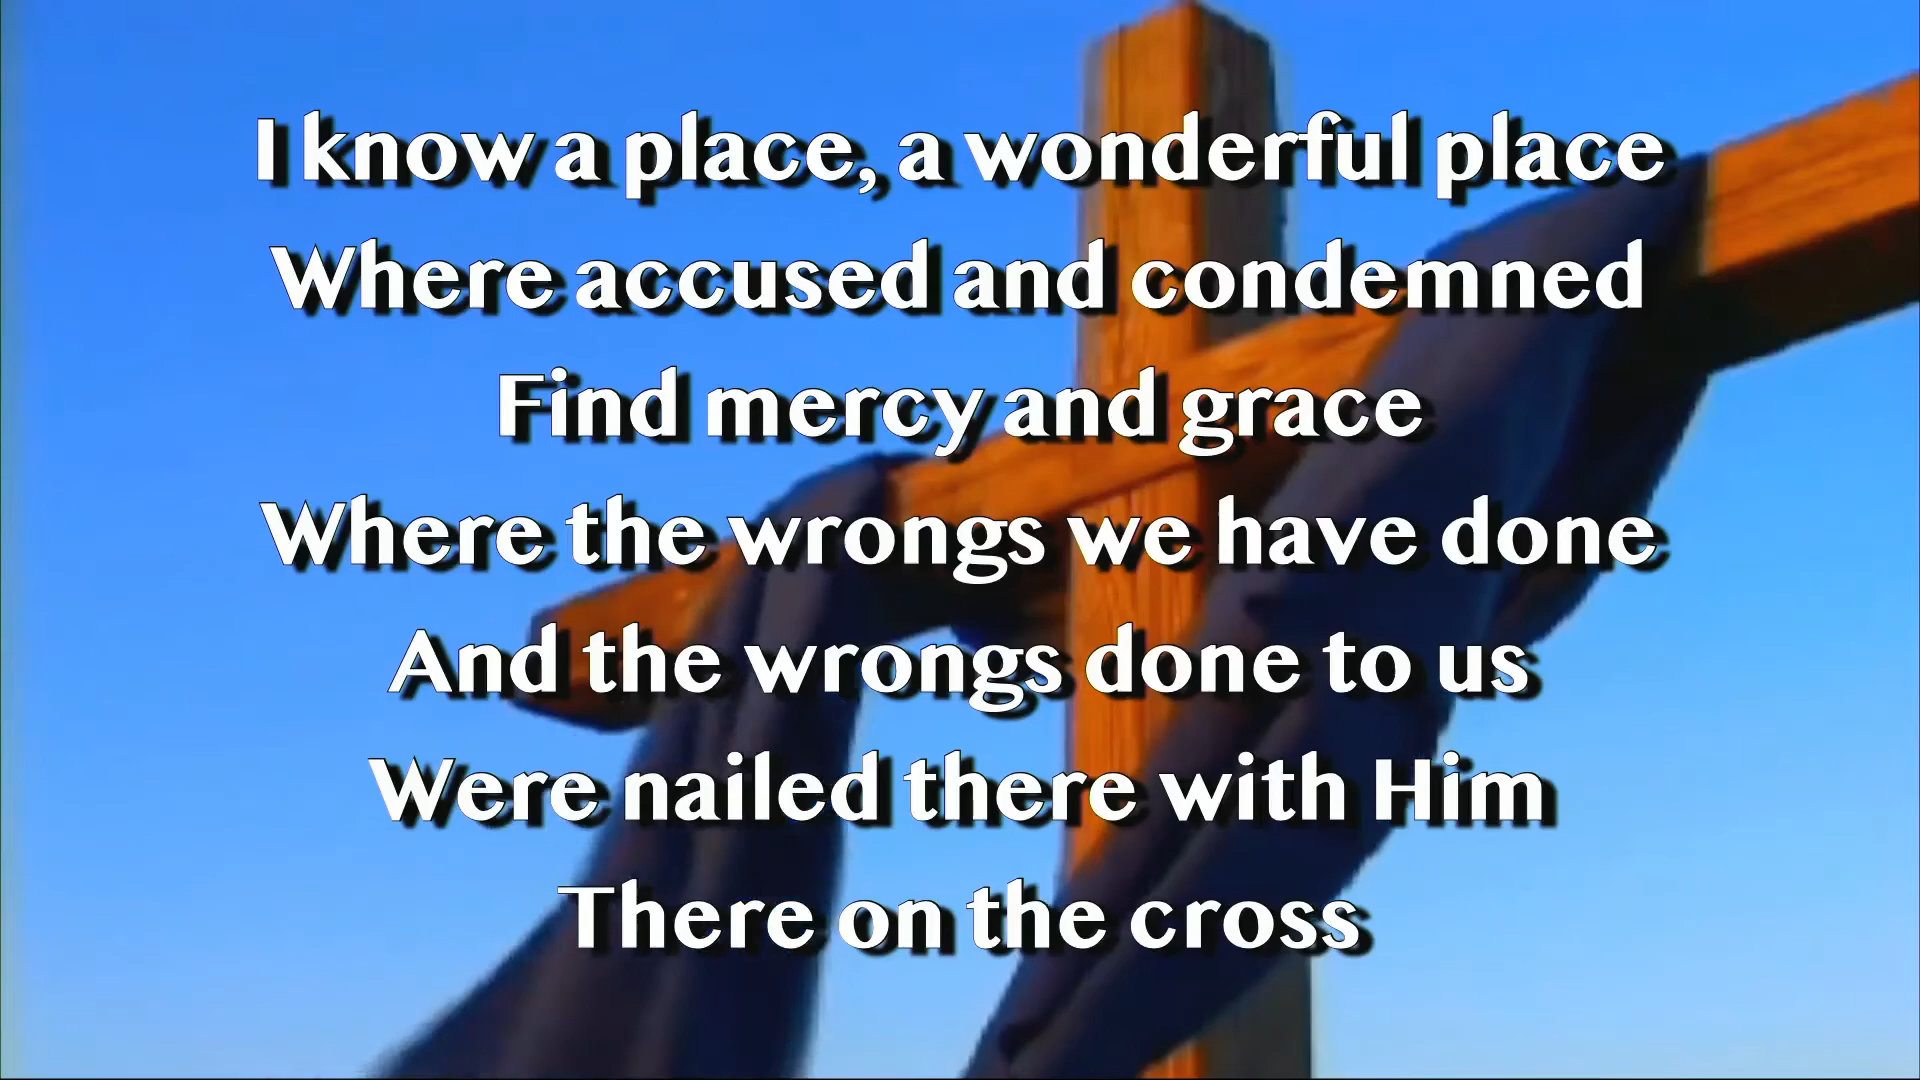 I know a place, a wonderful place
Where accused and condemned
Find mercy and grace
Where the wrongs we have done
And the wrongs done to us
Were nailed there with Him
There on the cross